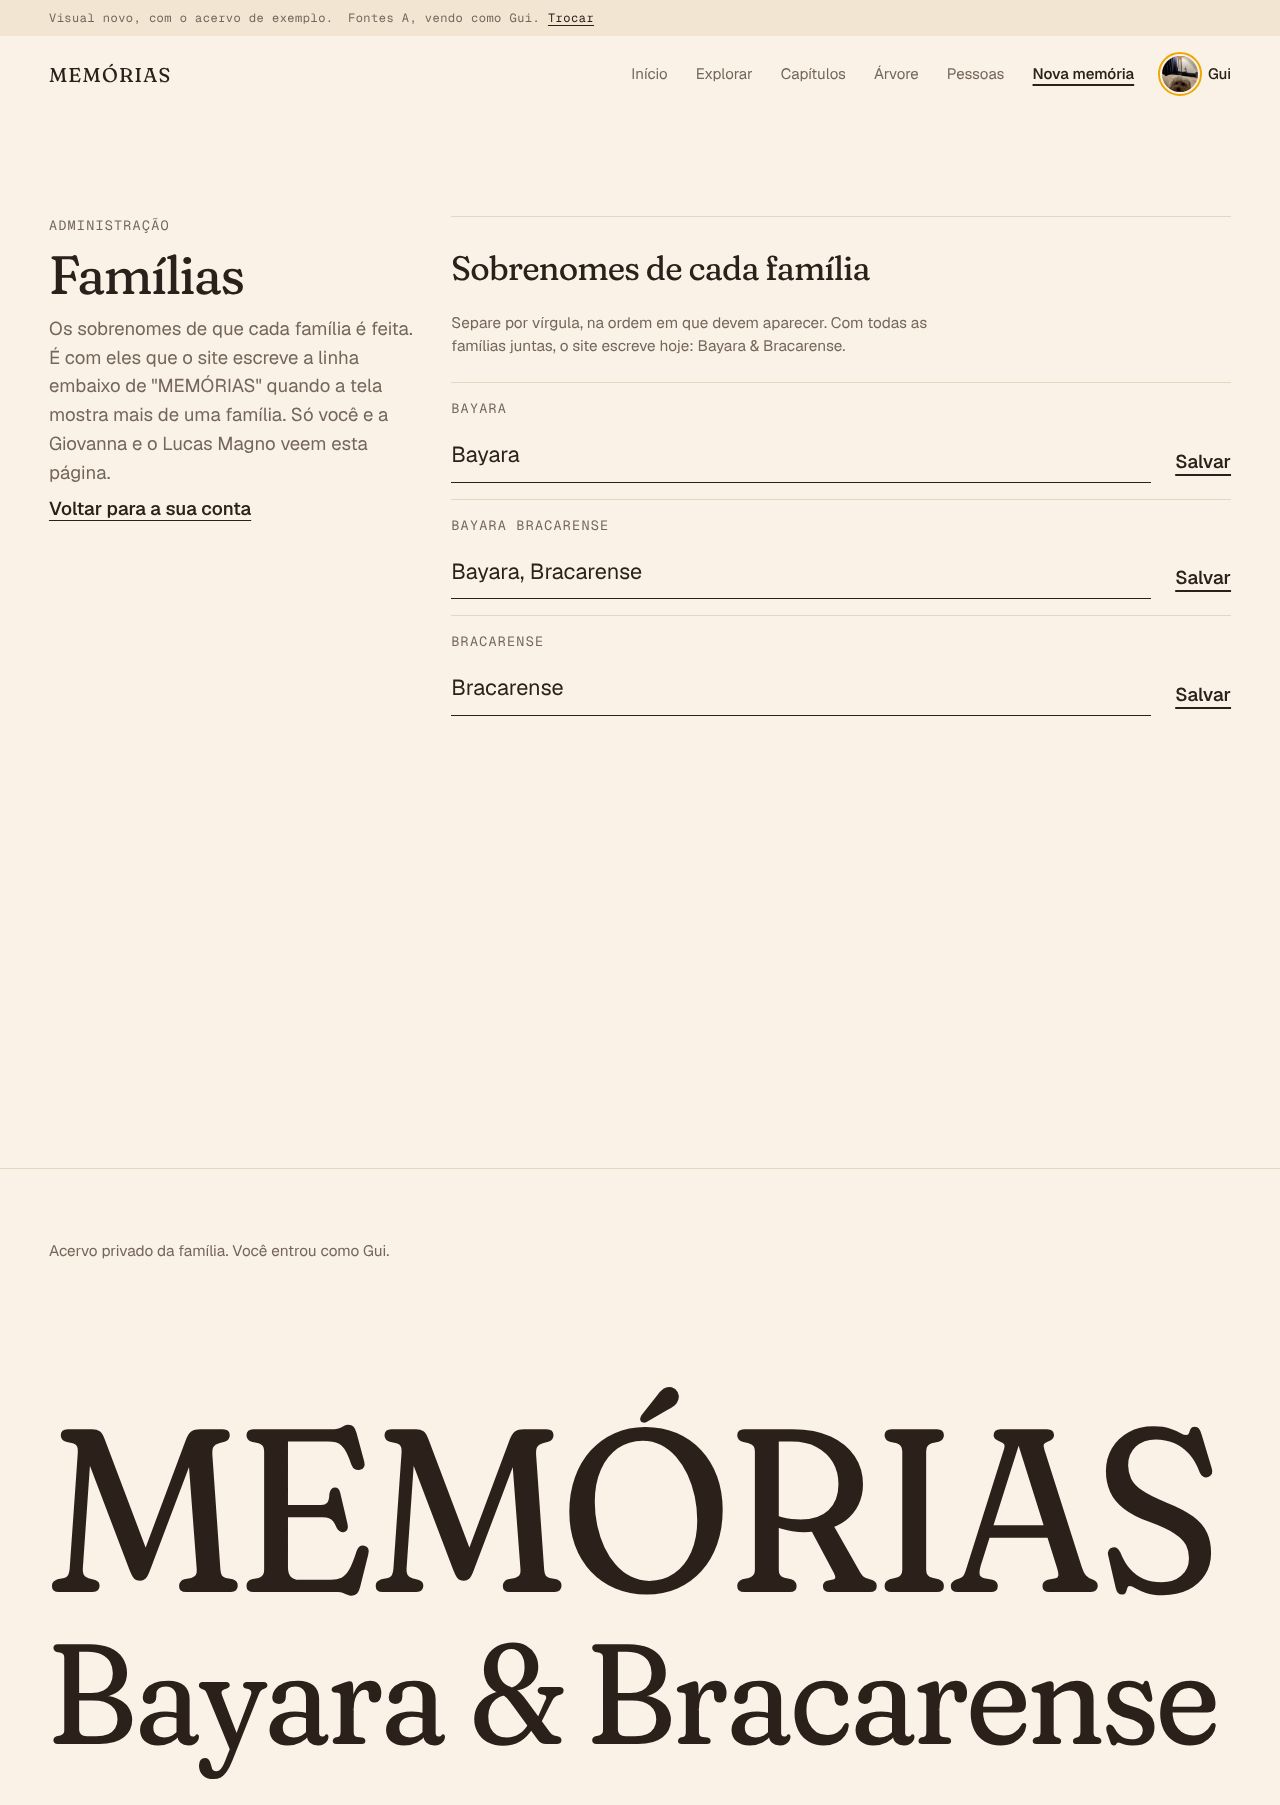 Visual novo, com o acervo de exemplo. Fontes A, vendo como Gui. Trocar
MEMÓRIAS
Início Explorar Capítulos Árvore Pessoas Nova memória Gui
ADMINISTRAÇÃO
Famílias
Os sobrenomes de que cada família é feita.
É com eles que o site escreve a linha
embaixo de "MEMÓRIAS" quando a tela
mostra mais de uma família. Só você e a
Giovanna e o Lucas Magno veem esta
página.
Voltar para a sua conta
Sobrenomes de cada família
Separe por vírgula, na ordem em que devem aparecer. Com todas as
famílias juntas, o site escreve hoje: Bayara & Bracarense.
BAYARA
Bayara
Salvar
BAYARA BRACARENSE
Bayara, Bracarense
Salvar
BRACARENSE
Bracarense
Salvar
Acervo privado da família. Você entrou como Gui.
MEMÓRIAS
Bayara & Bracarense